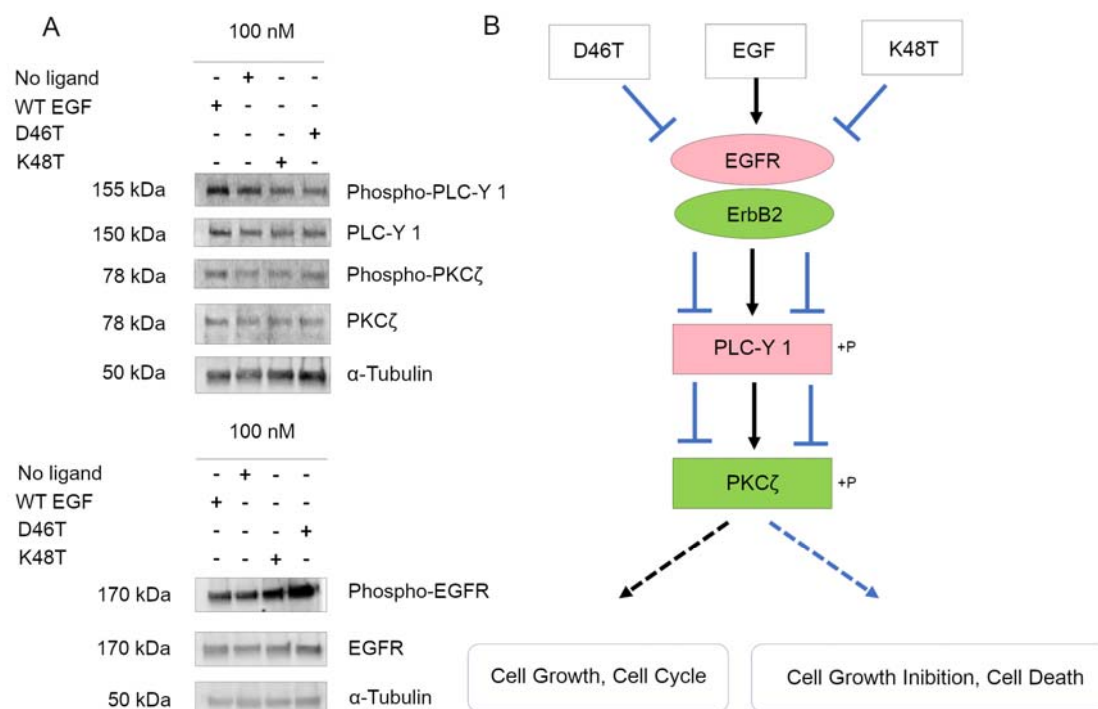 A
100 nM
No ligand - + - -
WT EGF + - - -
D46T - - - +
K48T - - + -
155 kDa Phospho-PLC-Y 1
150 kDa PLC-Y 1
78 kDa Phospho-PKCζ
78 kDa PKCζ
50 kDa α-Tubulin
100 nM
No ligand - + - -
WT EGF + - - -
D46T - - - +
K48T - - + -
170 kDa Phospho-EGFR
170 kDa EGFR
50 kDa α-Tubulin
B
D46T EGF K48T
EGFR
ErbB2
PLC-Y 1 +P
PKCζ +P
Cell Growth, Cell Cycle
Cell Growth Inibition, Cell Death